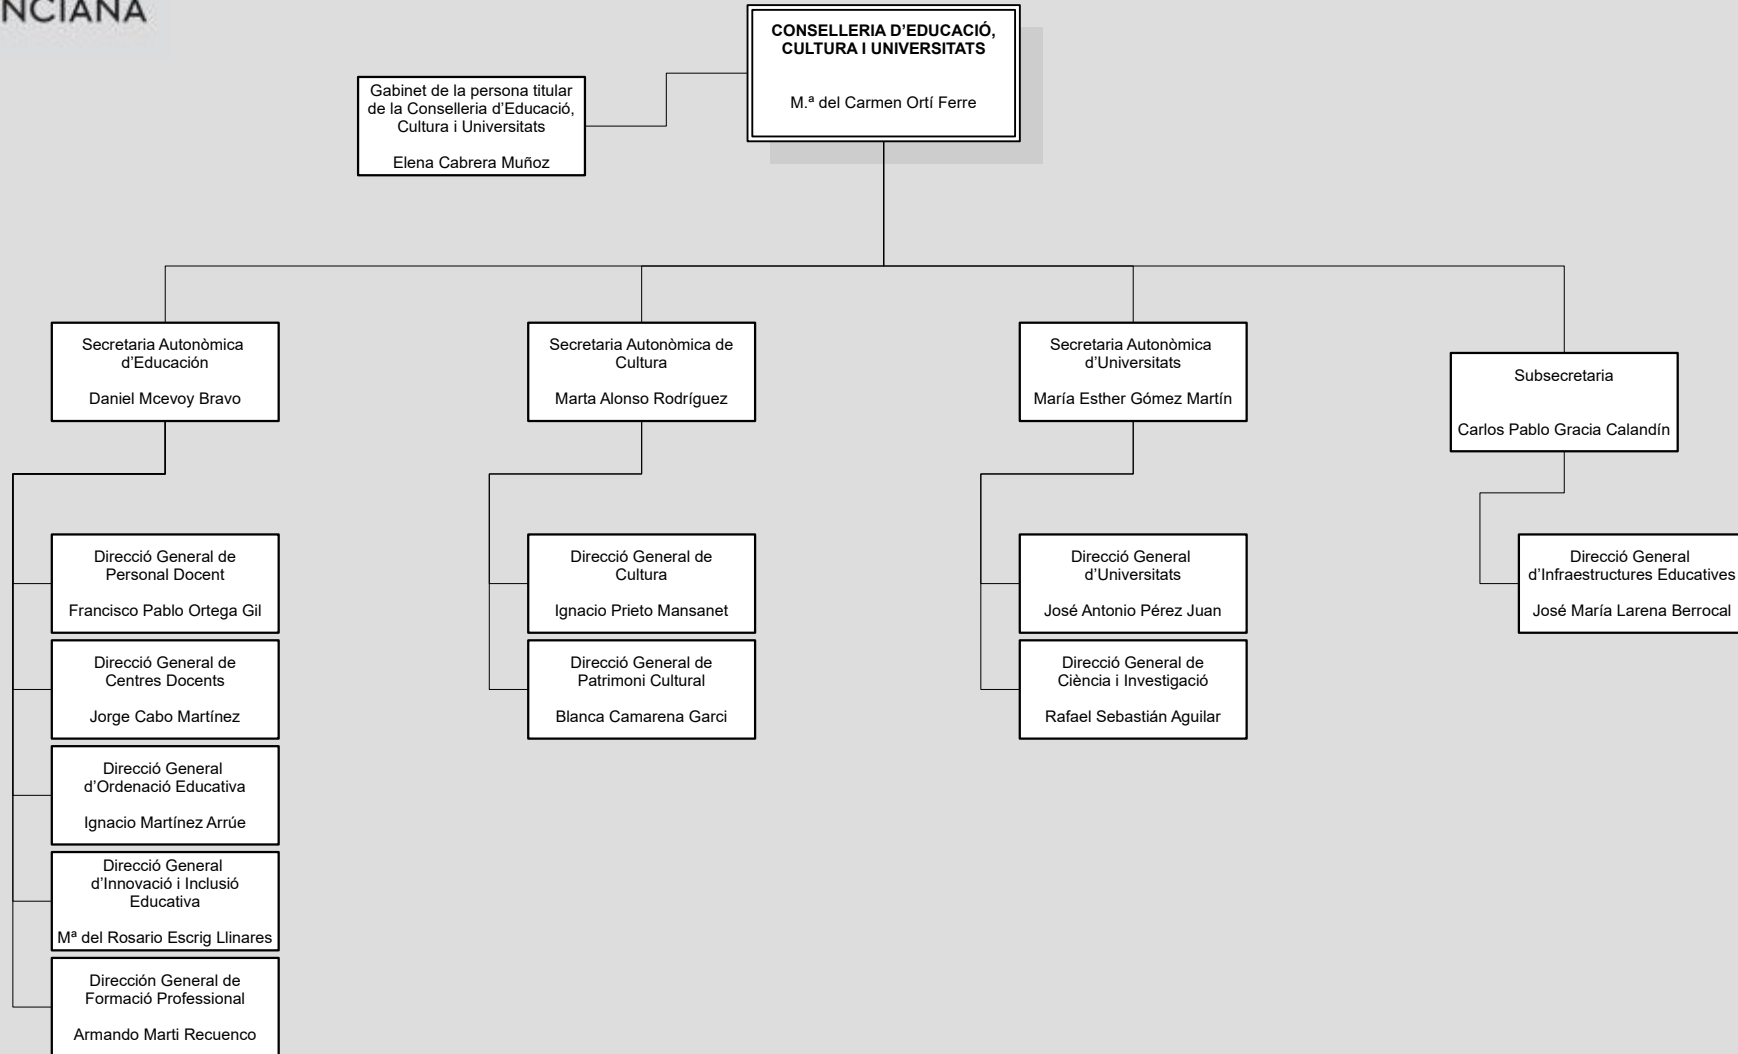 NCIANA
CONSELLERIA D'EDUCACIÓ,
CULTURA I UNIVERSITATS
M.ª del Carmen Ortí Ferre
Gabinet de la persona titular
de la Conselleria d'Educació,
Cultura i Universitats
Elena Cabrera Muñoz
Secretaria Autonòmica
d'Educación
Daniel Mcevoy Bravo
Secretaria Autonòmica de
Cultura
Marta Alonso Rodríguez
Secretaria Autonòmica
d'Universitats
María Esther Gómez Martín
Subsecretaria
Carlos Pablo Gracia Calandín
Direcció General de
Personal Docent
Francisco Pablo Ortega Gil
Direcció General de
Cultura
Ignacio Prieto Mansanet
Direcció General
d'Universitats
José Antonio Pérez Juan
Direcció General
d'Infraestructures Educatives
José María Larena Berrocal
Direcció General de
Centres Docents
Jorge Cabo Martínez
Direcció General de
Patrimoni Cultural
Blanca Camarena Garci
Direcció General de
Ciència i Investigació
Rafael Sebastián Aguilar
Direcció General
d'Ordenació Educativa
Ignacio Martínez Arrúe
Direcció General
d'Innovació i Inclusió
Educativa
Mª del Rosario Escrig Llinares
Dirección General de
Formació Professional
Armando Marti Recuenco